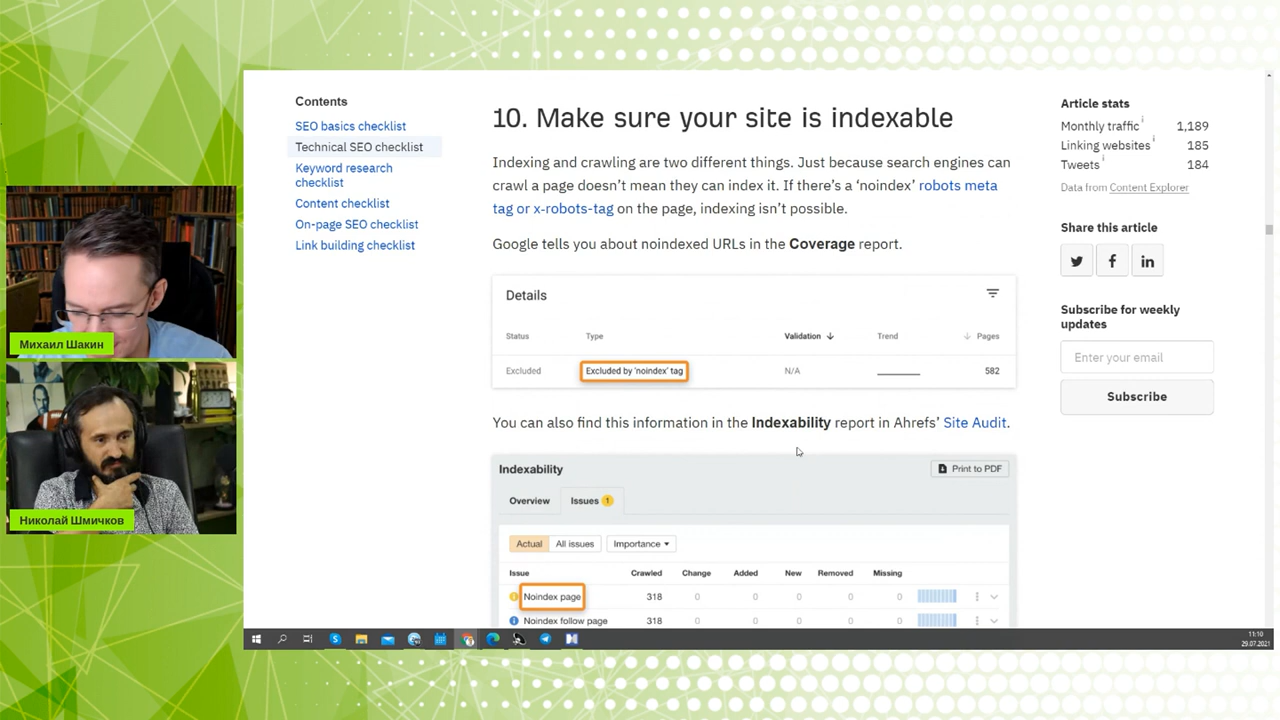 Contents
SEO basics checklist
Technical SEO checklist
Keyword research
checklist
Content checklist
On-page SEO checklist
Link building checklist
10. Make sure your site is indexable
Indexing and crawling are two different things. Just because search engines can
crawl a page doesn’t mean they can index it. If there’s a ‘noindex’ robots meta
tag or x-robots-tag on the page, indexing isn’t possible.
Google tells you about noindexed URLs in the Coverage report.
Details
Status Type Validation Trend Pages
Excluded Excluded by ‘noindex’ tag N/A 582
You can also find this information in the Indexability report in Ahrefs’ Site Audit.
Indexability Print to PDF
Overview Issues 1
Actual All issues Importance
Issue Crawled Change Added New Removed Missing
Noindex page 318 0 0 0 0 0
Noindex follow page 318 0 0 0 0 0
Article stats
Monthly traffic 1,189
Linking websites 185
Tweets 184
Data from Content Explorer
Share this article
Subscribe for weekly
updates
Enter your email
Subscribe
Михаил Шакин
Николай Шмичков
11:10
29.07.2021